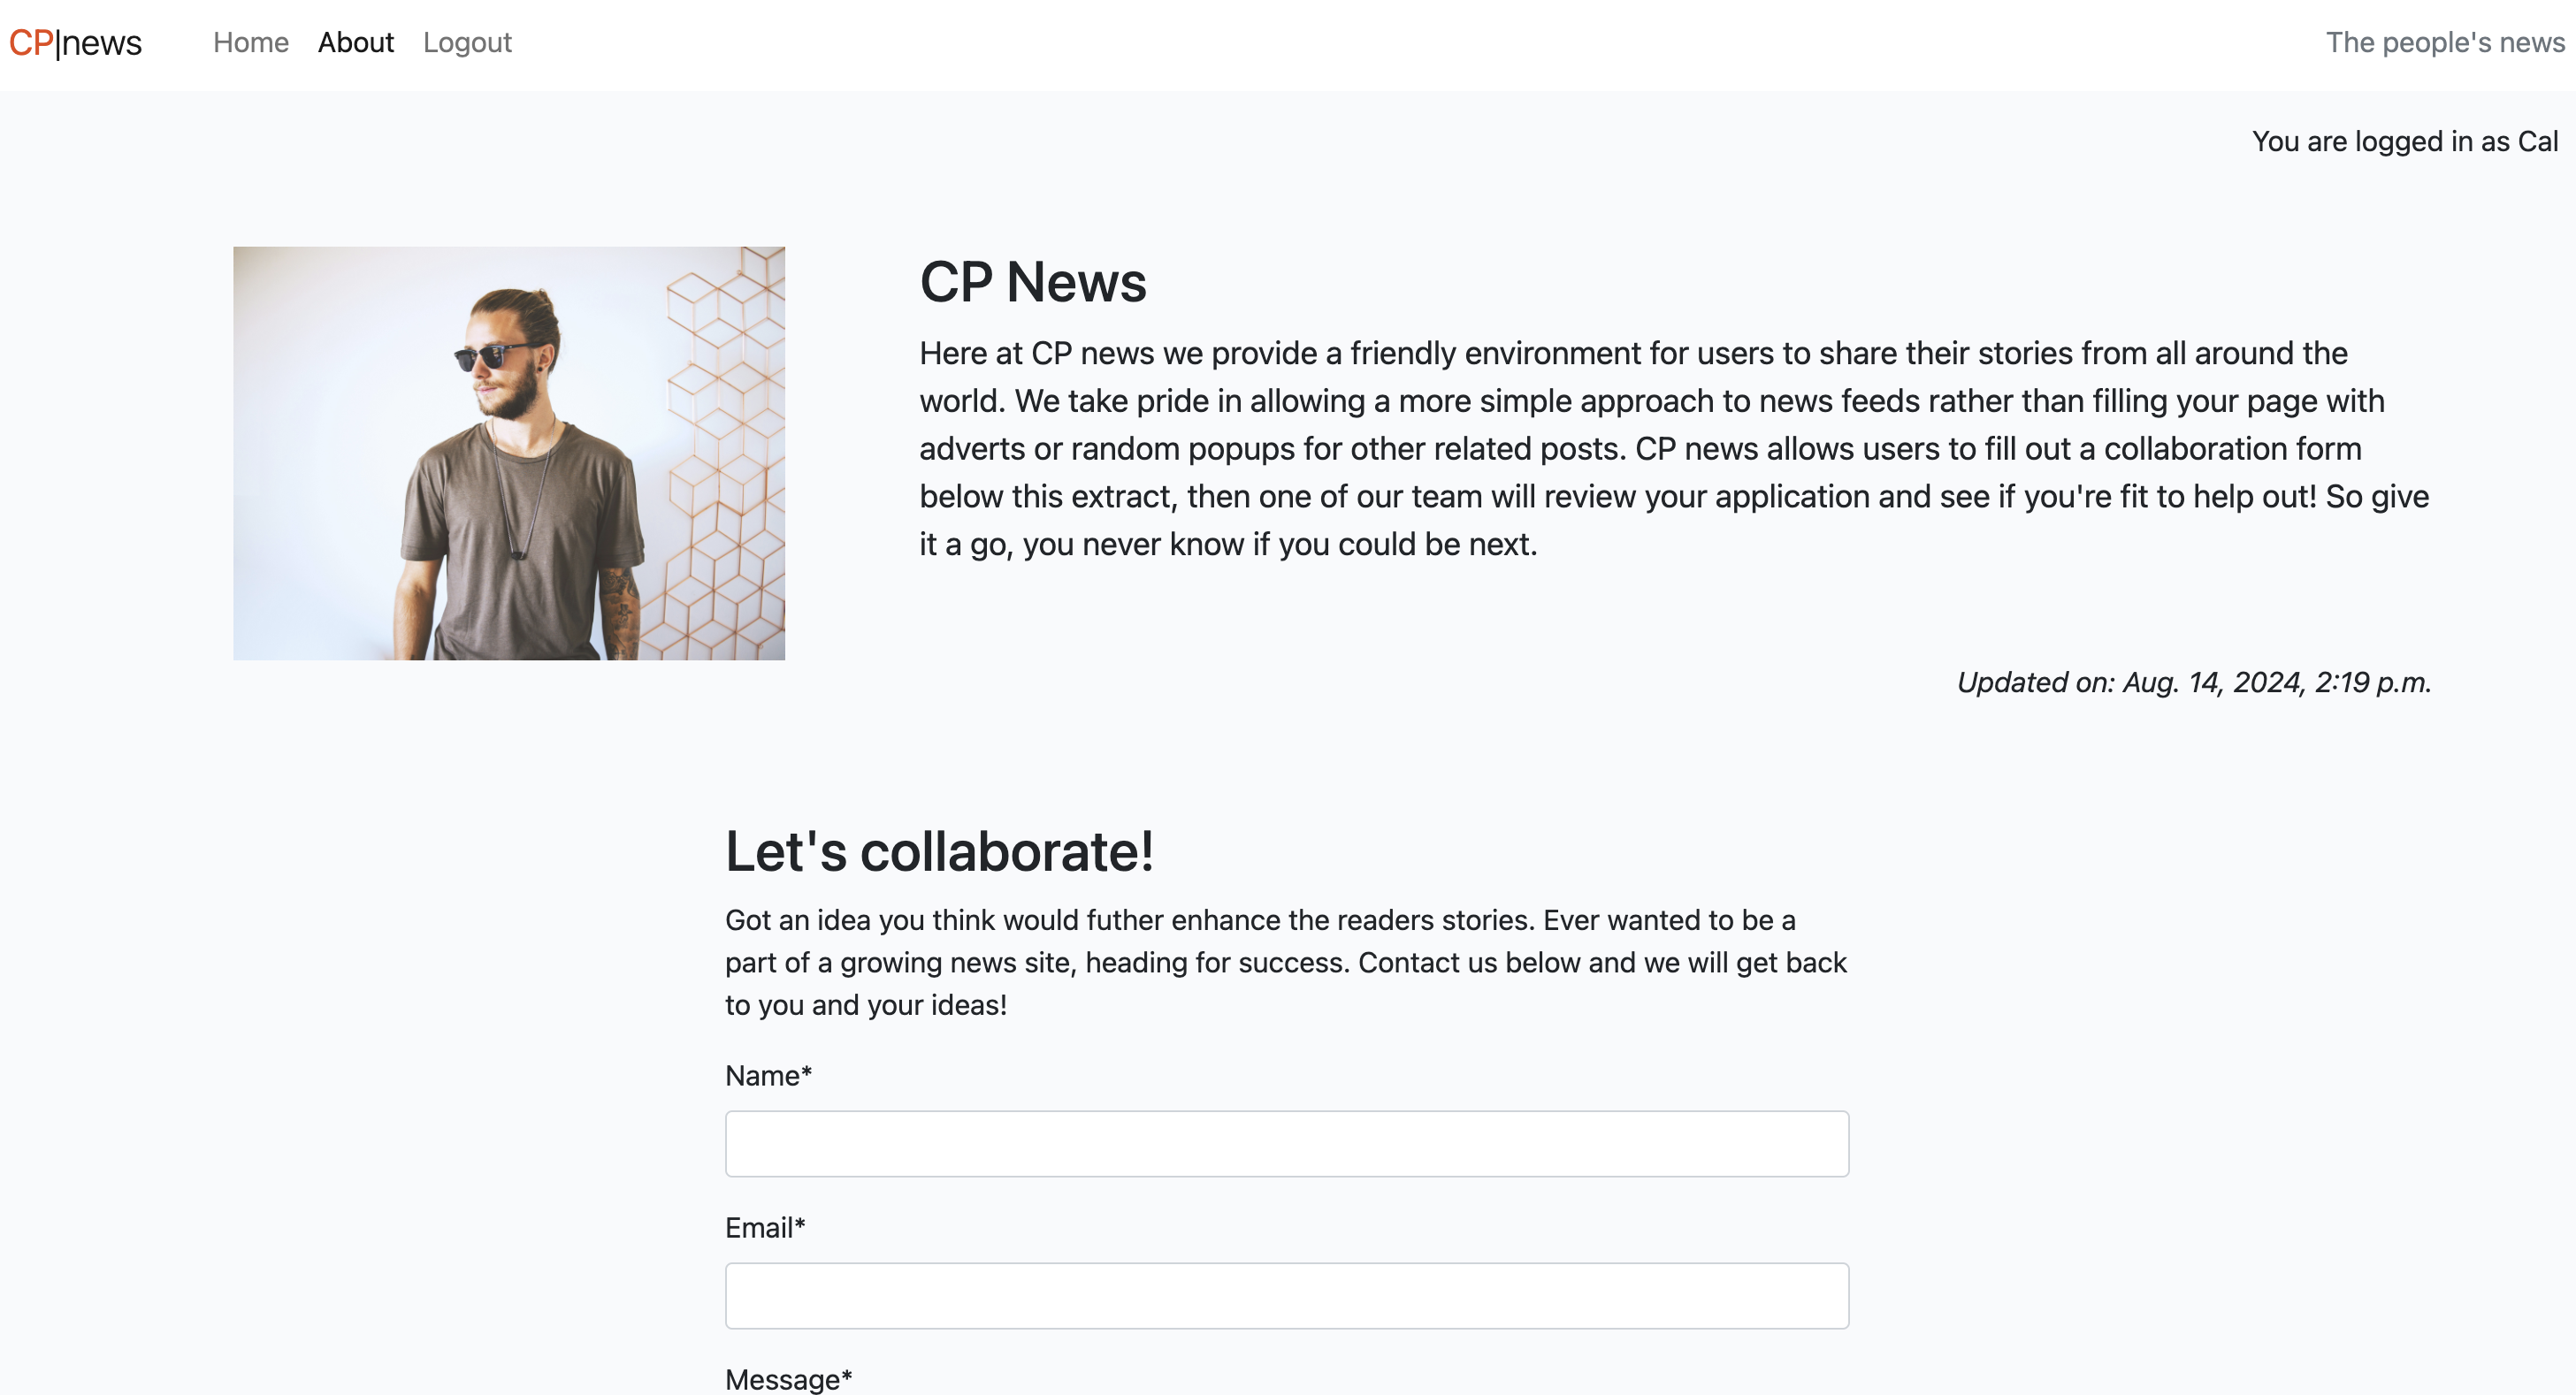 CP|news Home About Logout The people's news
You are logged in as Cal
CP News
Here at CP news we provide a friendly environment for users to share their stories from all around the
world. We take pride in allowing a more simple approach to news feeds rather than filling your page with
adverts or random popups for other related posts. CP news allows users to fill out a collaboration form
below this extract, then one of our team will review your application and see if you're fit to help out! So give
it a go, you never know if you could be next.
Updated on: Aug. 14, 2024, 2:19 p.m.
Let's collaborate!
Got an idea you think would futher enhance the readers stories. Ever wanted to be a
part of a growing news site, heading for success. Contact us below and we will get back
to you and your ideas!
Name*
Email*
Message*